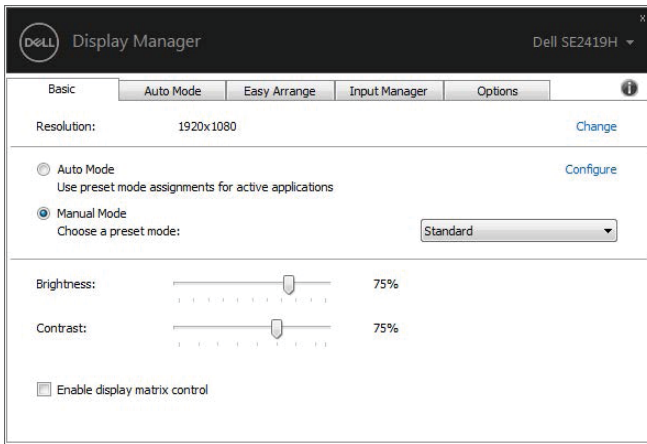 DELL Display Manager Dell SE2419H
x
Basic Auto Mode Easy Arrange Input Manager Options i
Resolution: 1920x1080 Change
Auto Mode Configure
Use preset mode assignments for active applications
Manual Mode
Choose a preset mode: Standard
Brightness: 75%
Contrast: 75%
Enable display matrix control